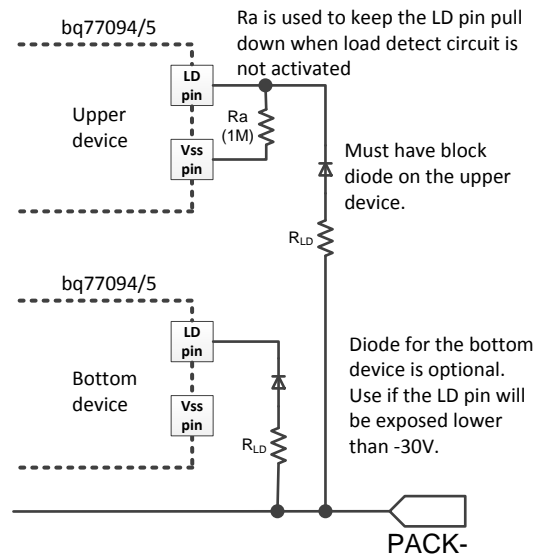 bq77094/5
Ra is used to keep the LD pin pull
down when load detect circuit is
not activated
LD
pin
Upper
device
Ra
(1M)
Vss
pin
Must have block
diode on the upper
device.
RLD
bq77094/5
LD
pin
Bottom
device
Vss
pin
RLD
Diode for the bottom
device is optional.
Use if the LD pin will
be exposed lower
than -30V.
PACK-